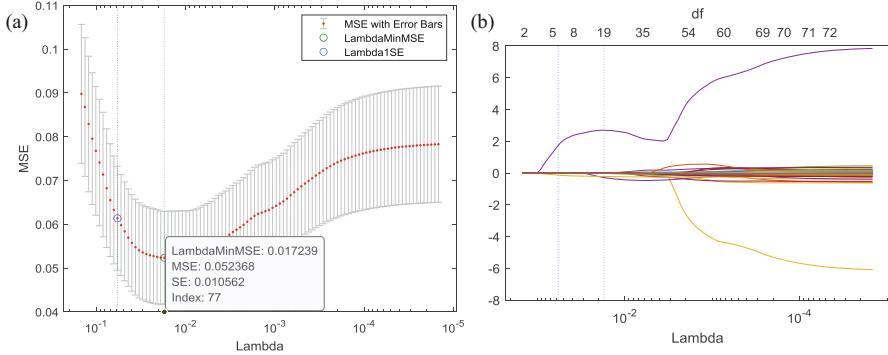 (a)
0.11
0.1
0.09
0.08
0.07
0.06
0.05
0.04
MSE
MSE with Error Bars
LambdaMinMSE
Lambda1SE
LambdaMinMSE: 0.017239
MSE: 0.052368
SE: 0.010562
Index: 77
10-1 10-2 10-3 10-4 10-5
Lambda
(b)
df
2 5 8 19 35 54 60 69 70 71 72
8
6
4
2
0
-2
-4
-6
-8
10-2 10-4
Lambda